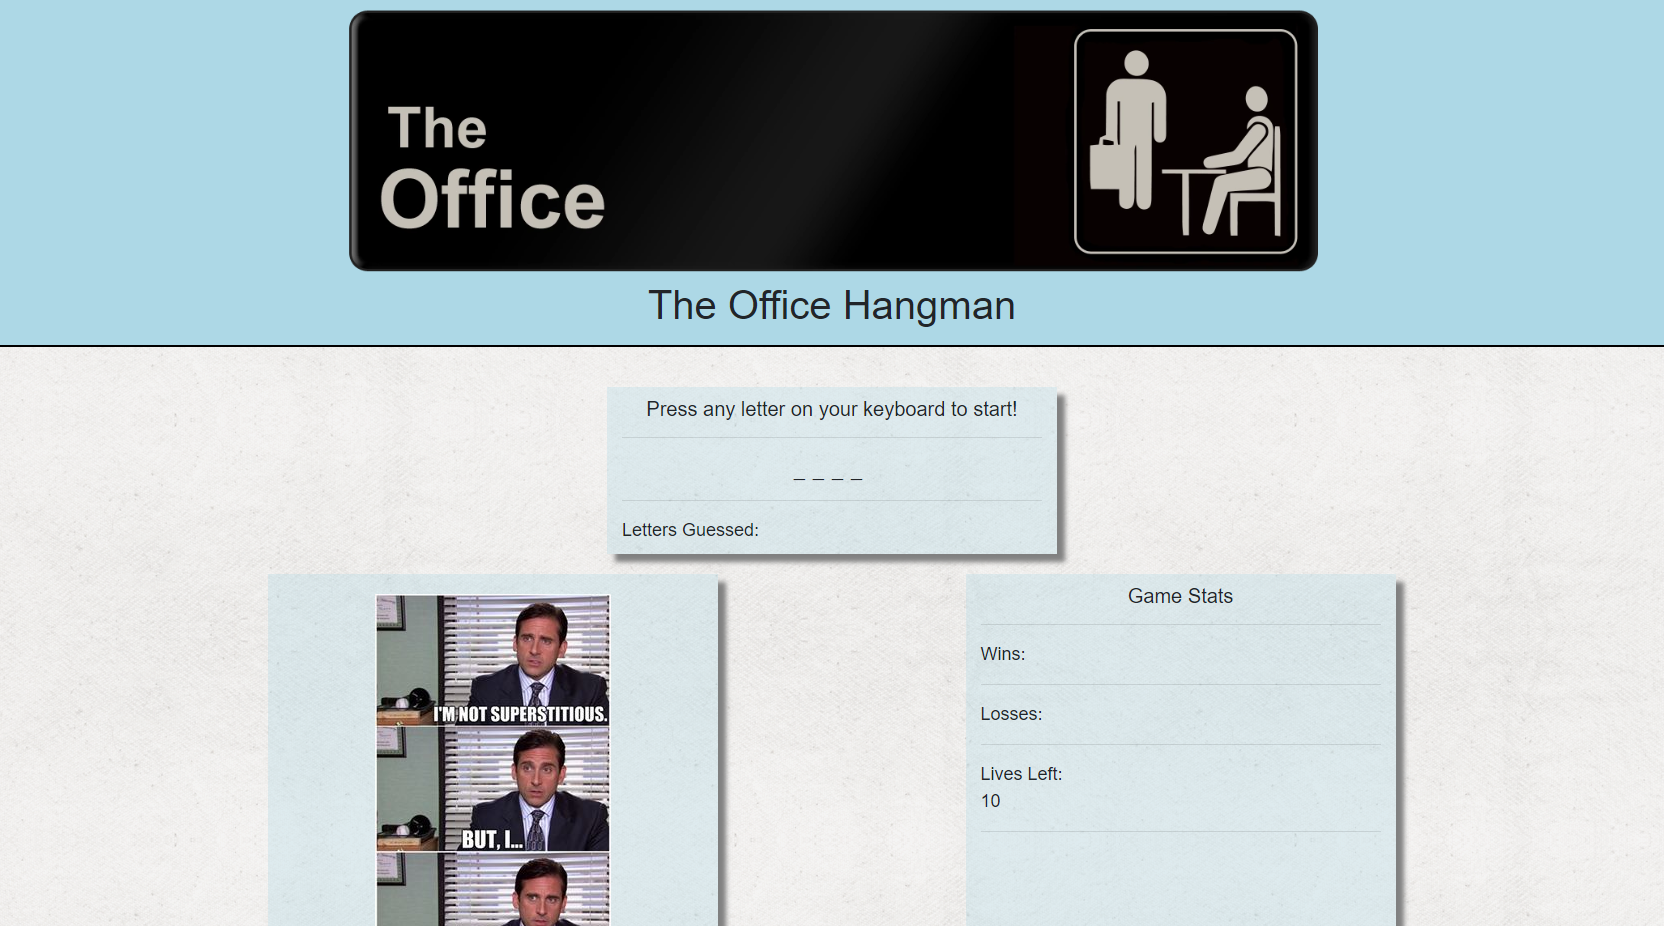 The
Office
The Office Hangman
Press any letter on your keyboard to start!
_ _ _ _
Letters Guessed:
I'M NOT SUPERSTITIOUS.
BUT, I...
Game Stats
Wins:
Losses:
Lives Left:
10